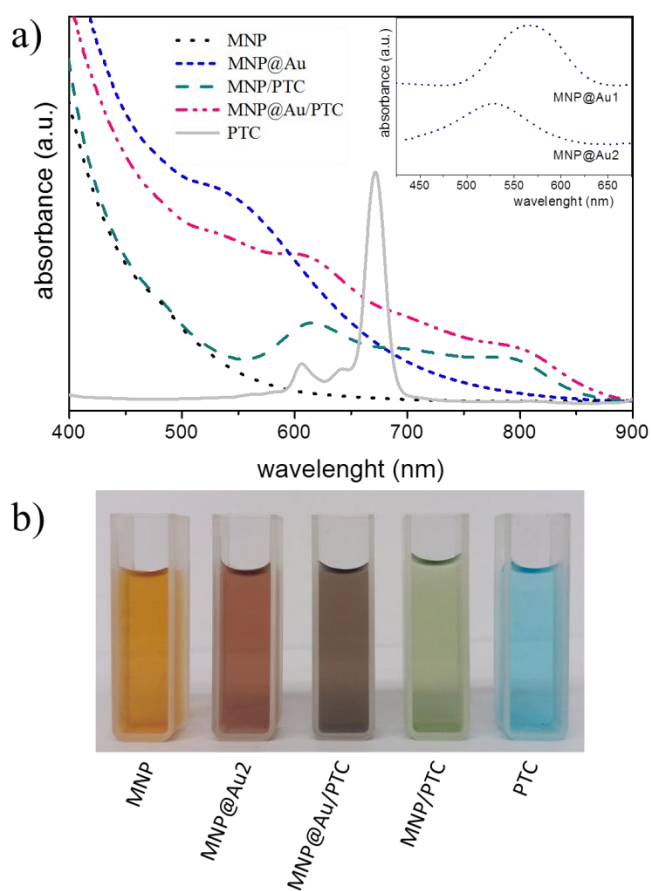 a)
absorbance (a.u.)
MNP
MNP@Au
MNP/PTC
MNP@Au/PTC
PTC
absorbance (a.u.)
MNP@Au1
MNP@Au2
450 500 550 600 650
wavelenght (nm)
400 500 600 700 800 900
wavelenght (nm)
b)
MNP
MNP@Au2
MNP@Au/PTC
MNP/PTC
PTC